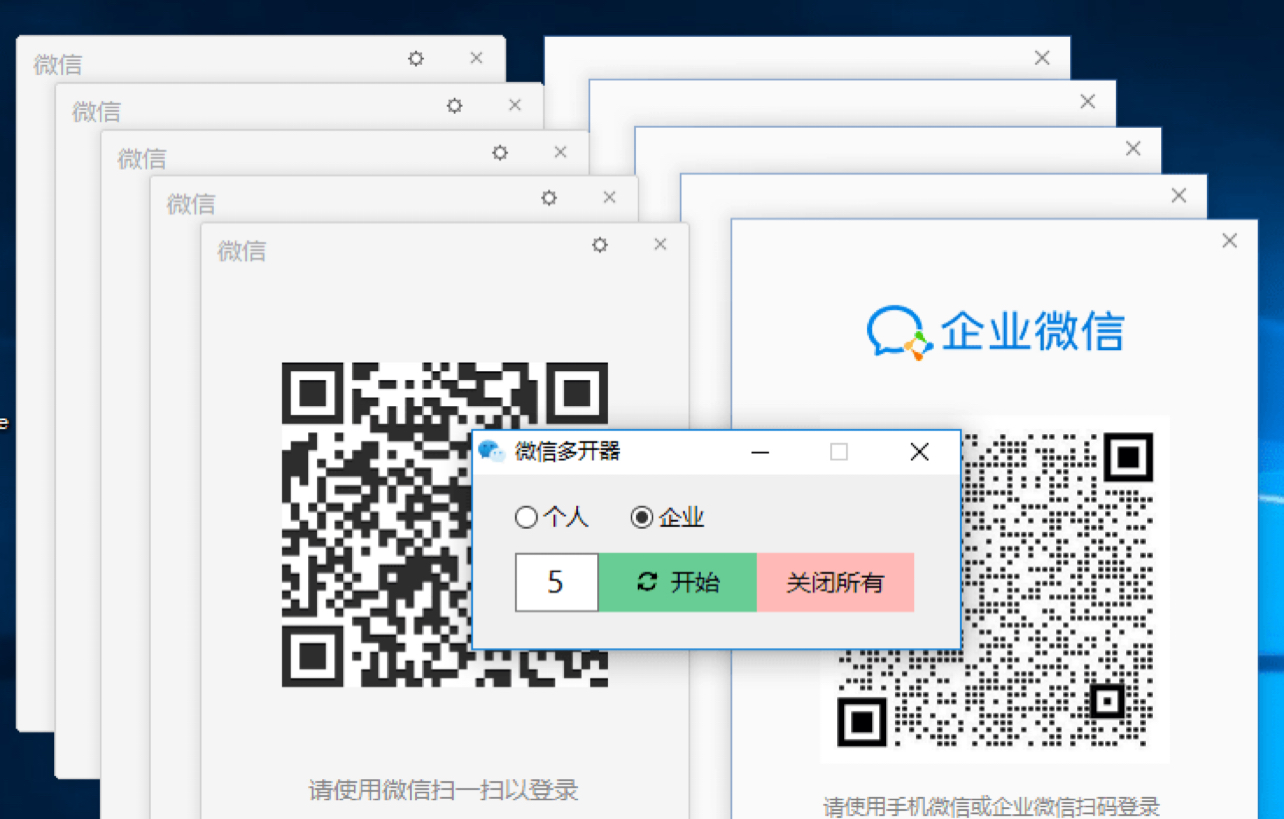 微信
微信
微信
微信
微信
企业微信
微信多开器
个人 企业
5 开始 关闭所有
请使用微信扫一扫以登录
请使用手机微信或企业微信扫码登录
e